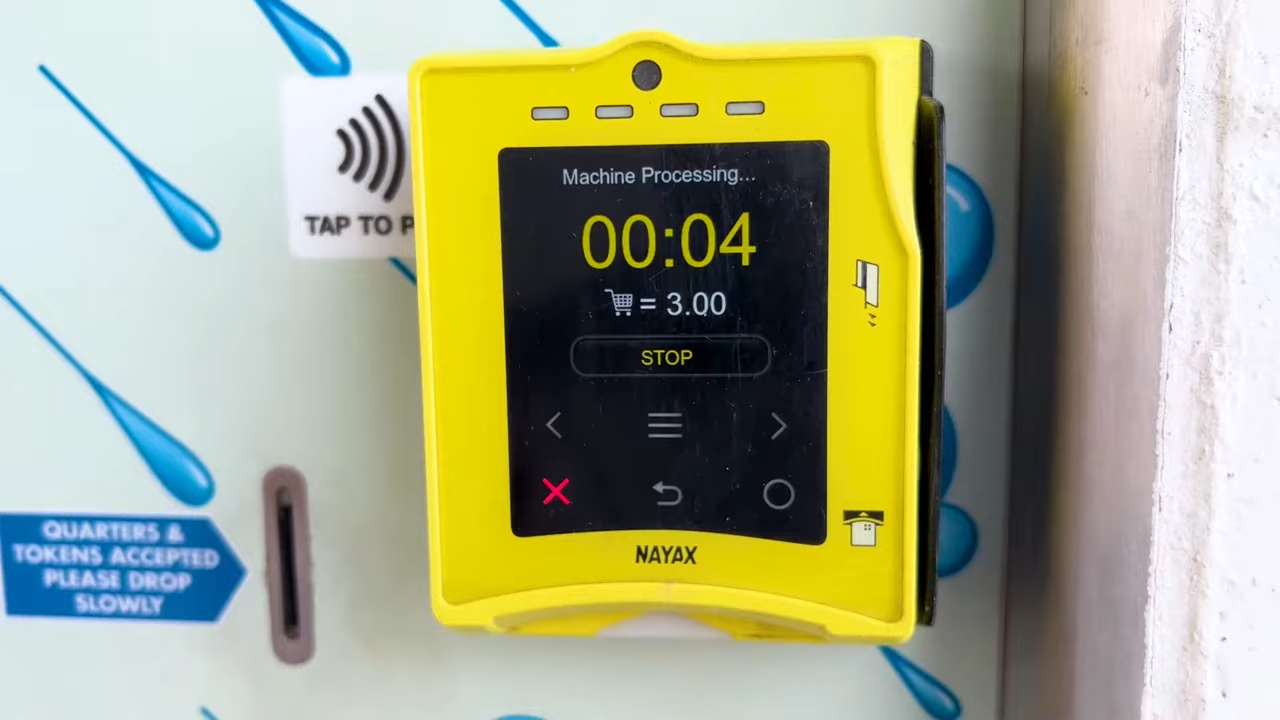 TAP TO P
Machine Processing...
00:04
= 3.00
STOP
NAYAX
QUARTERS &
TOKENS ACCEPTED
PLEASE DROP
SLOWLY